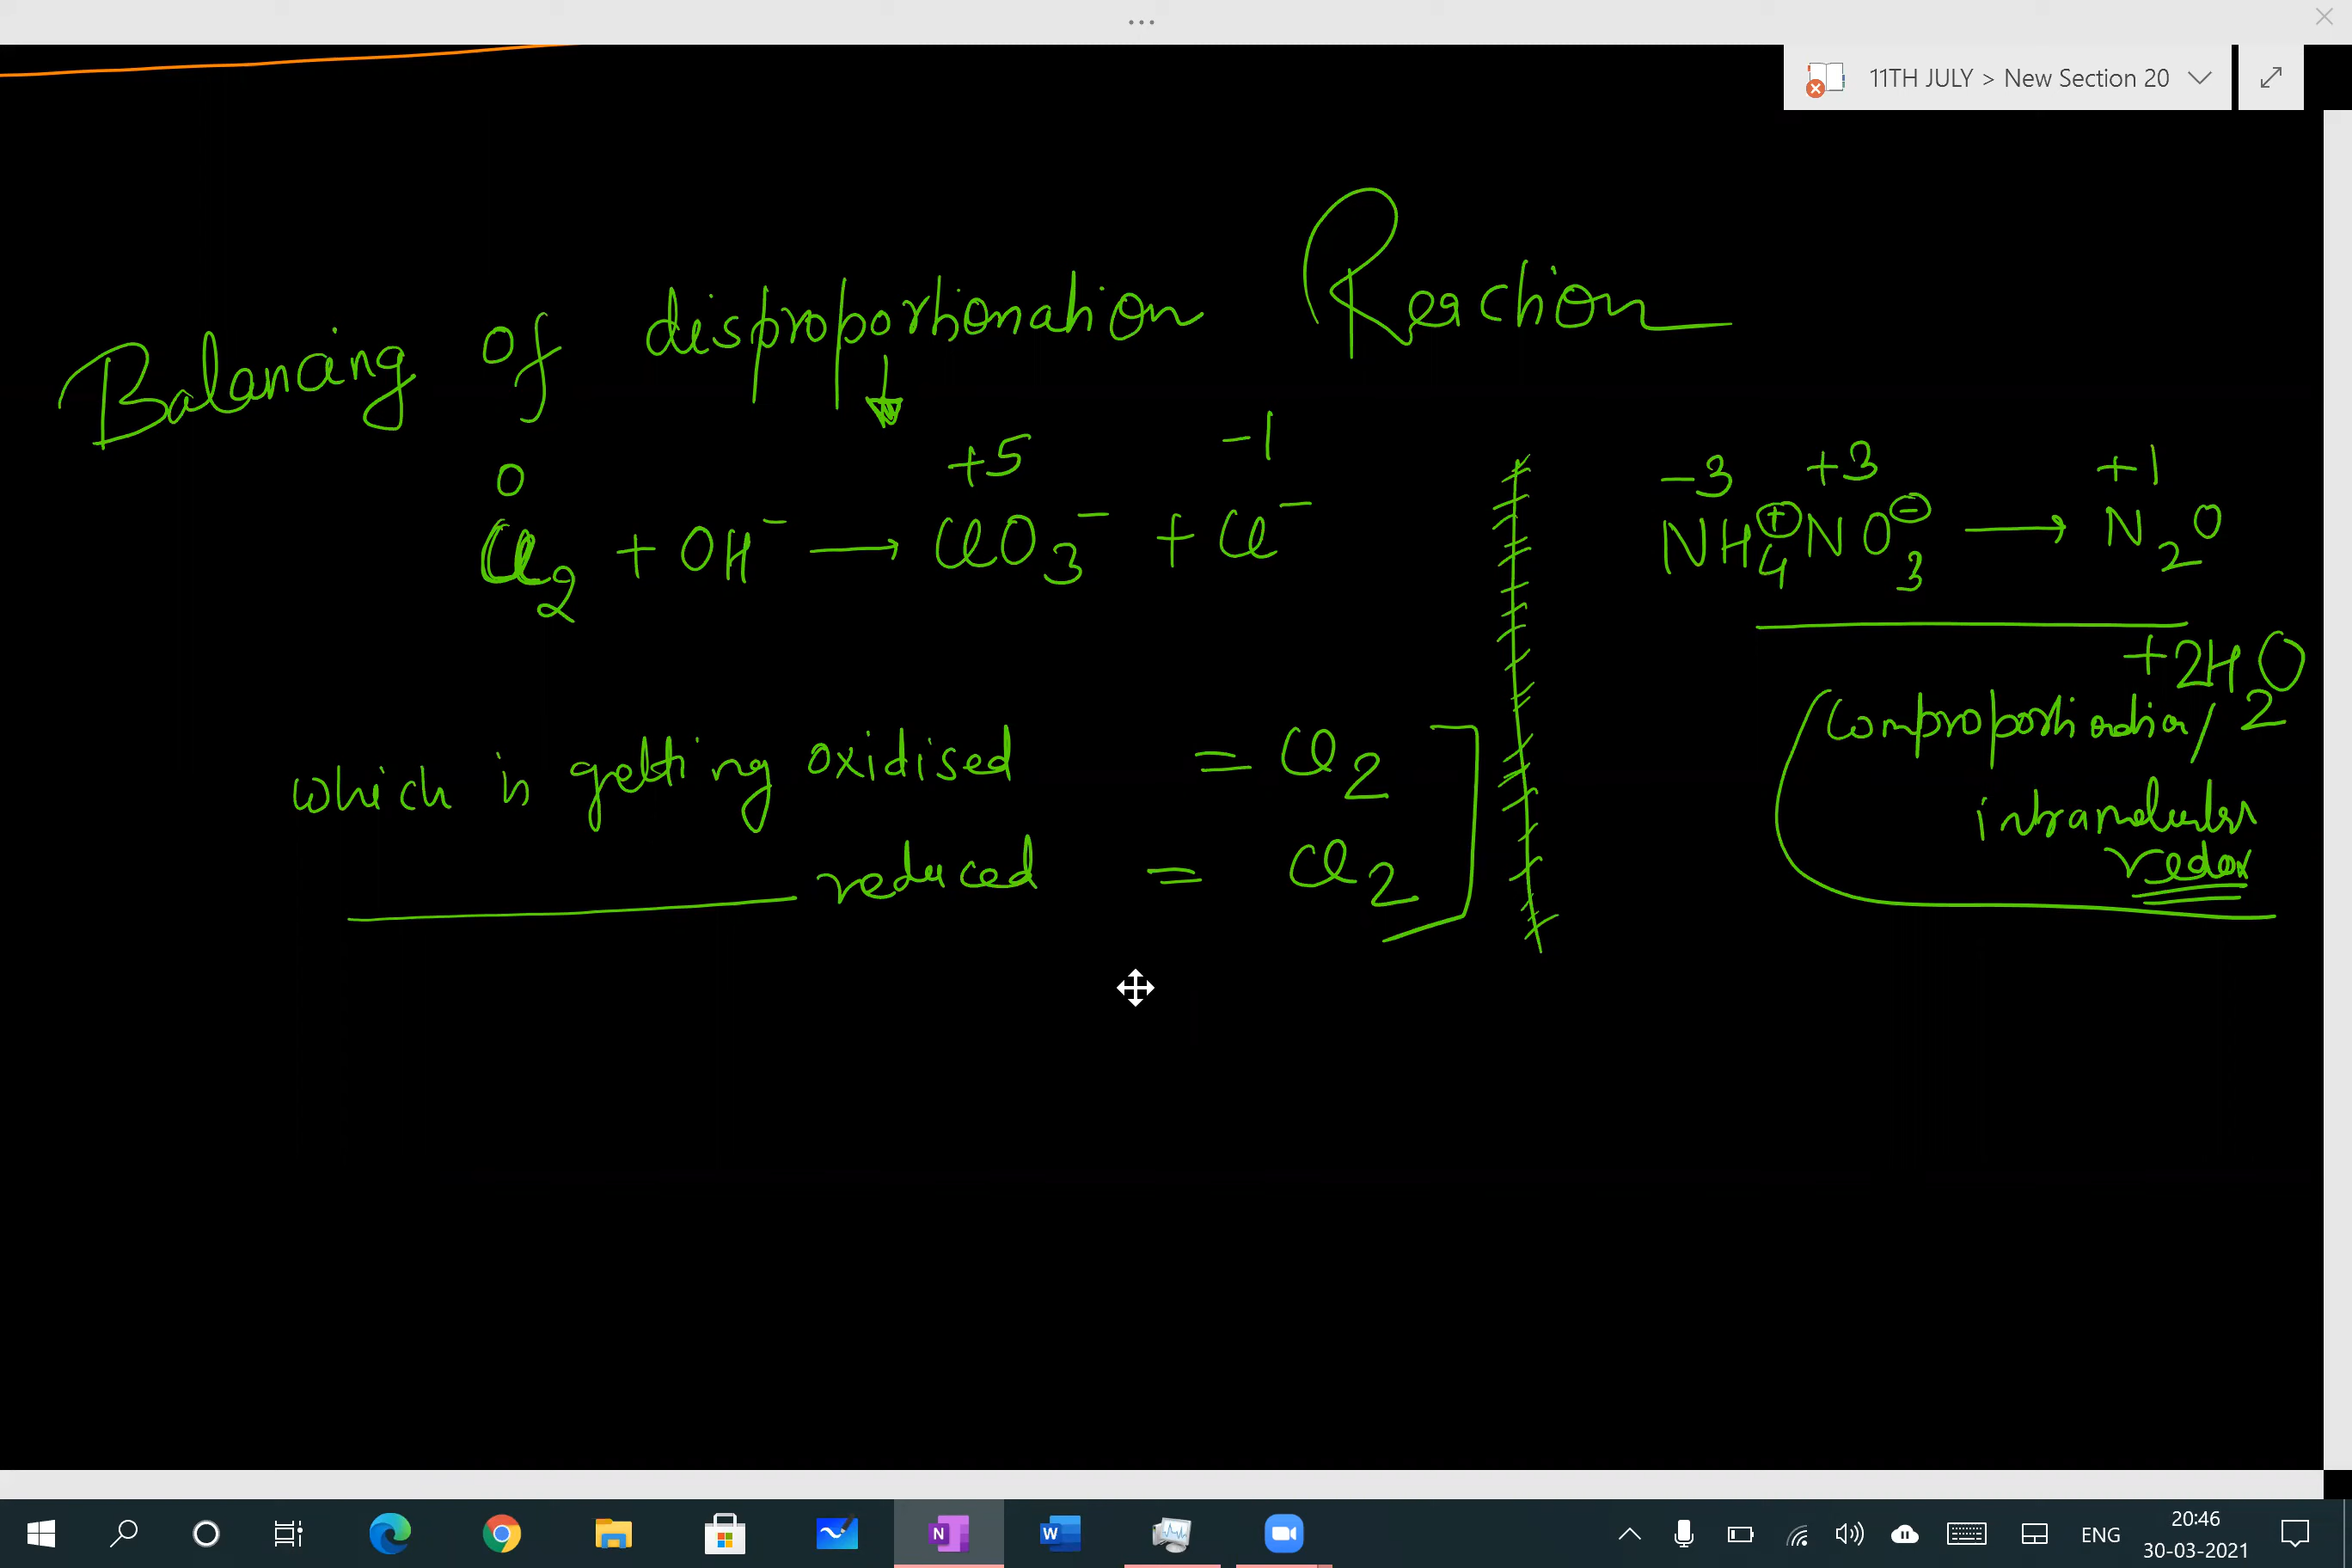 11TH JULY > New Section 20
Balancing of disproportionation Reaction
0 +5 -1
Cl₂ + OH⁻ → ClO₃⁻ + Cl⁻
-3 +3 +1
NH₄⊕NO₃⊖ → N₂O
+2H₂O
(Comproportionation/
intramolecular
redox
which is getting oxidised = Cl₂
reduced = Cl₂
ENG
20:46
30-03-2021